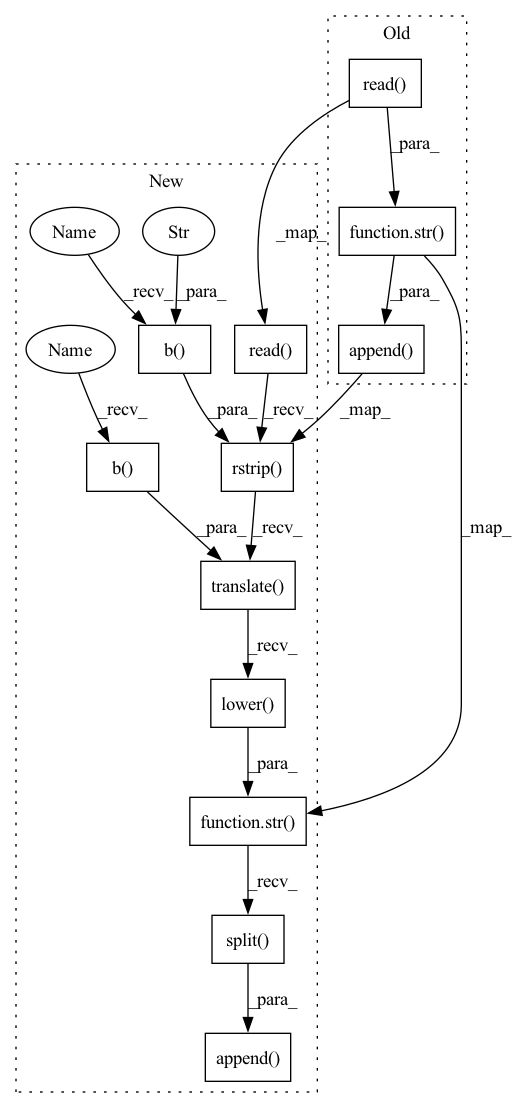 Old
read()
_para_
New
Name
Str
_map_
function.str()
_recv_
_para_
_para_
Name
b()
read()
append()
_recv_
_para_
_recv_
_map_
b()
rstrip()
_para_
_recv_
_map_
translate()
_recv_
lower()
_para_
function.str()
_recv_
split()
_para_
append()